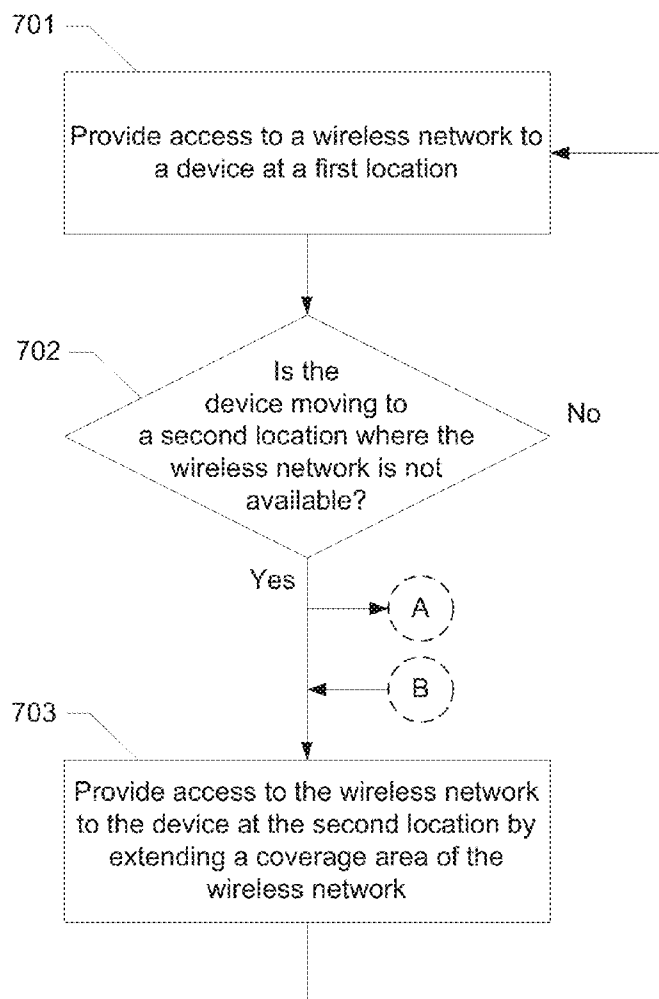 701
Provide access to a wireless network to
a device at a first location
702
Is the
device moving to
a second location where the
wireless network is not
available?
No
Yes
A
B
703
Provide access to the wireless network
to the device at the second location by
extending a coverage area of the
wireless network